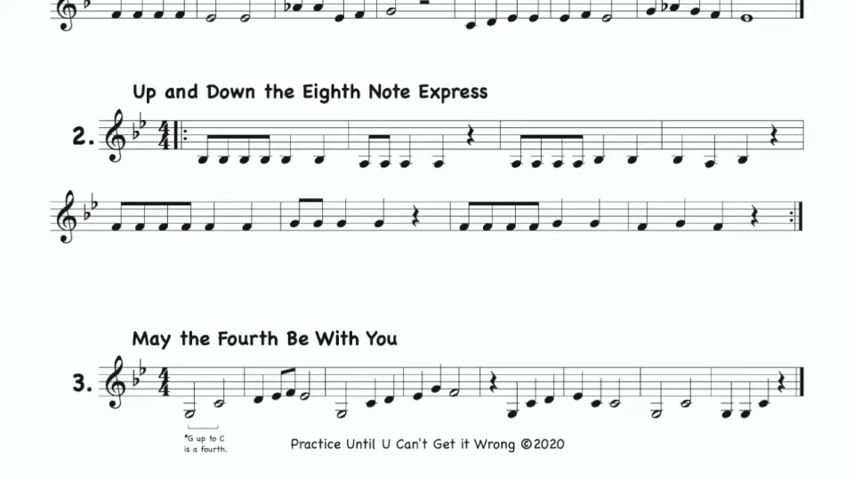 Up and Down the Eighth Note Express
2.
May the Fourth Be With You
3.
*G up to C
is a fourth.
Practice Until U Can't Get it Wrong ©2020